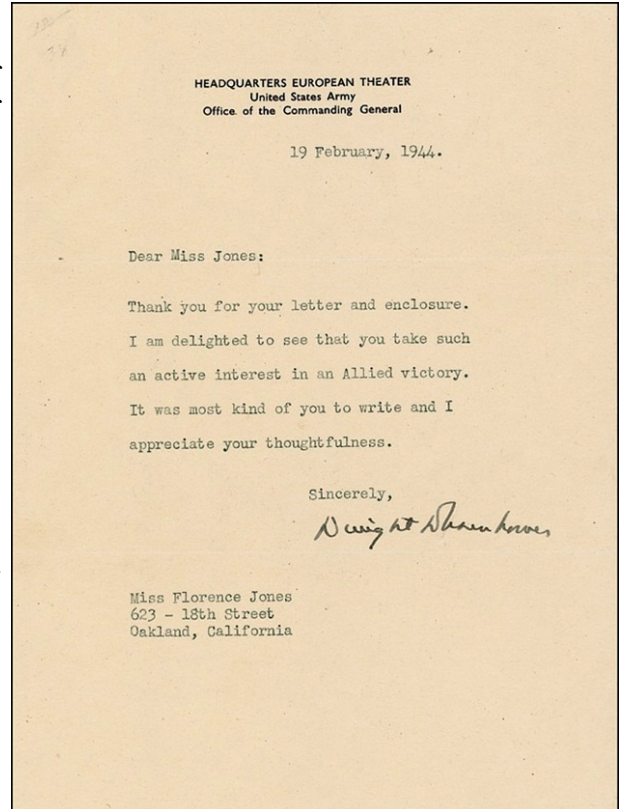 HEADQUARTERS EUROPEAN THEATER
United States Army
Office of the Commanding General
19 February, 1944.
Dear Miss Jones:
Thank you for your letter and enclosure.
I am delighted to see that you take such
an active interest in an Allied victory.
It was most kind of you to write and I
appreciate your thoughtfulness.
Sincerely,
Dwight D Eisenhower
Miss Florence Jones
623 - 18th Street
Oakland, California